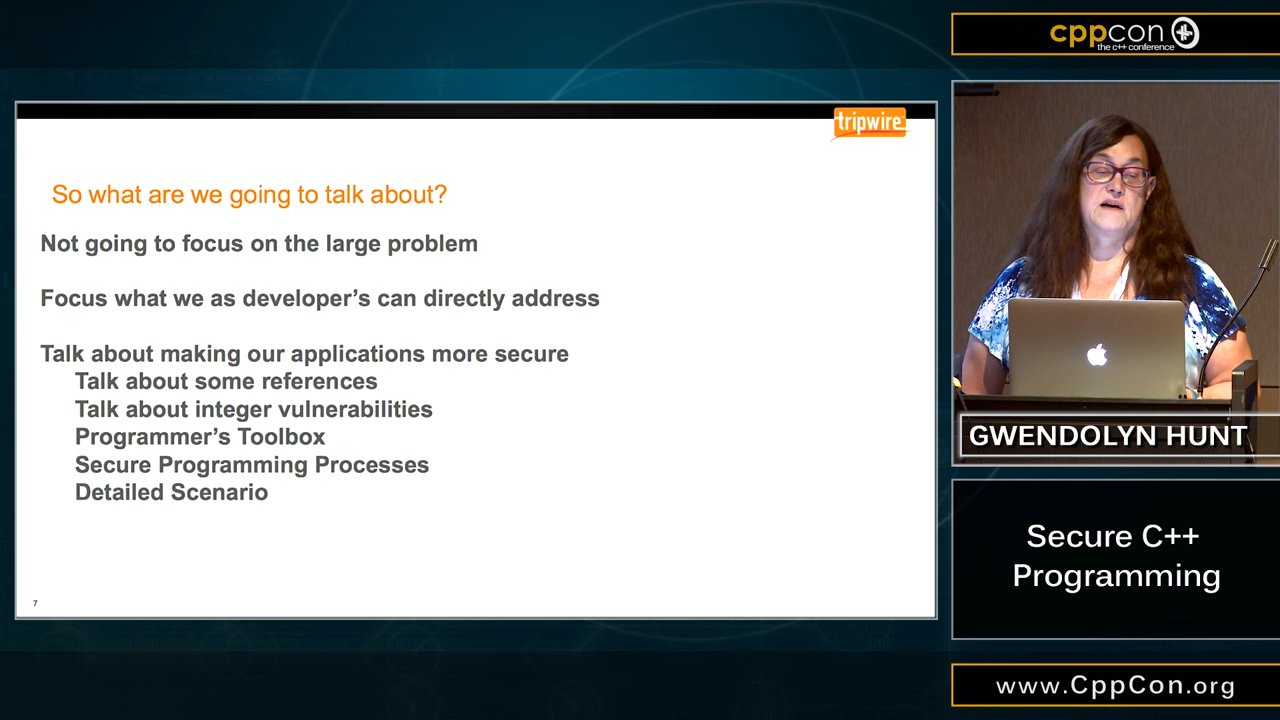 cppcon
the c++ conference
tripwire
So what are we going to talk about?
Not going to focus on the large problem
Focus what we as developer's can directly address
Talk about making our applications more secure
Talk about some references
Talk about integer vulnerabilities
Programmer's Toolbox
Secure Programming Processes
Detailed Scenario
7
GWENDOLYN HUNT
Secure C++
Programming
www.CppCon.org